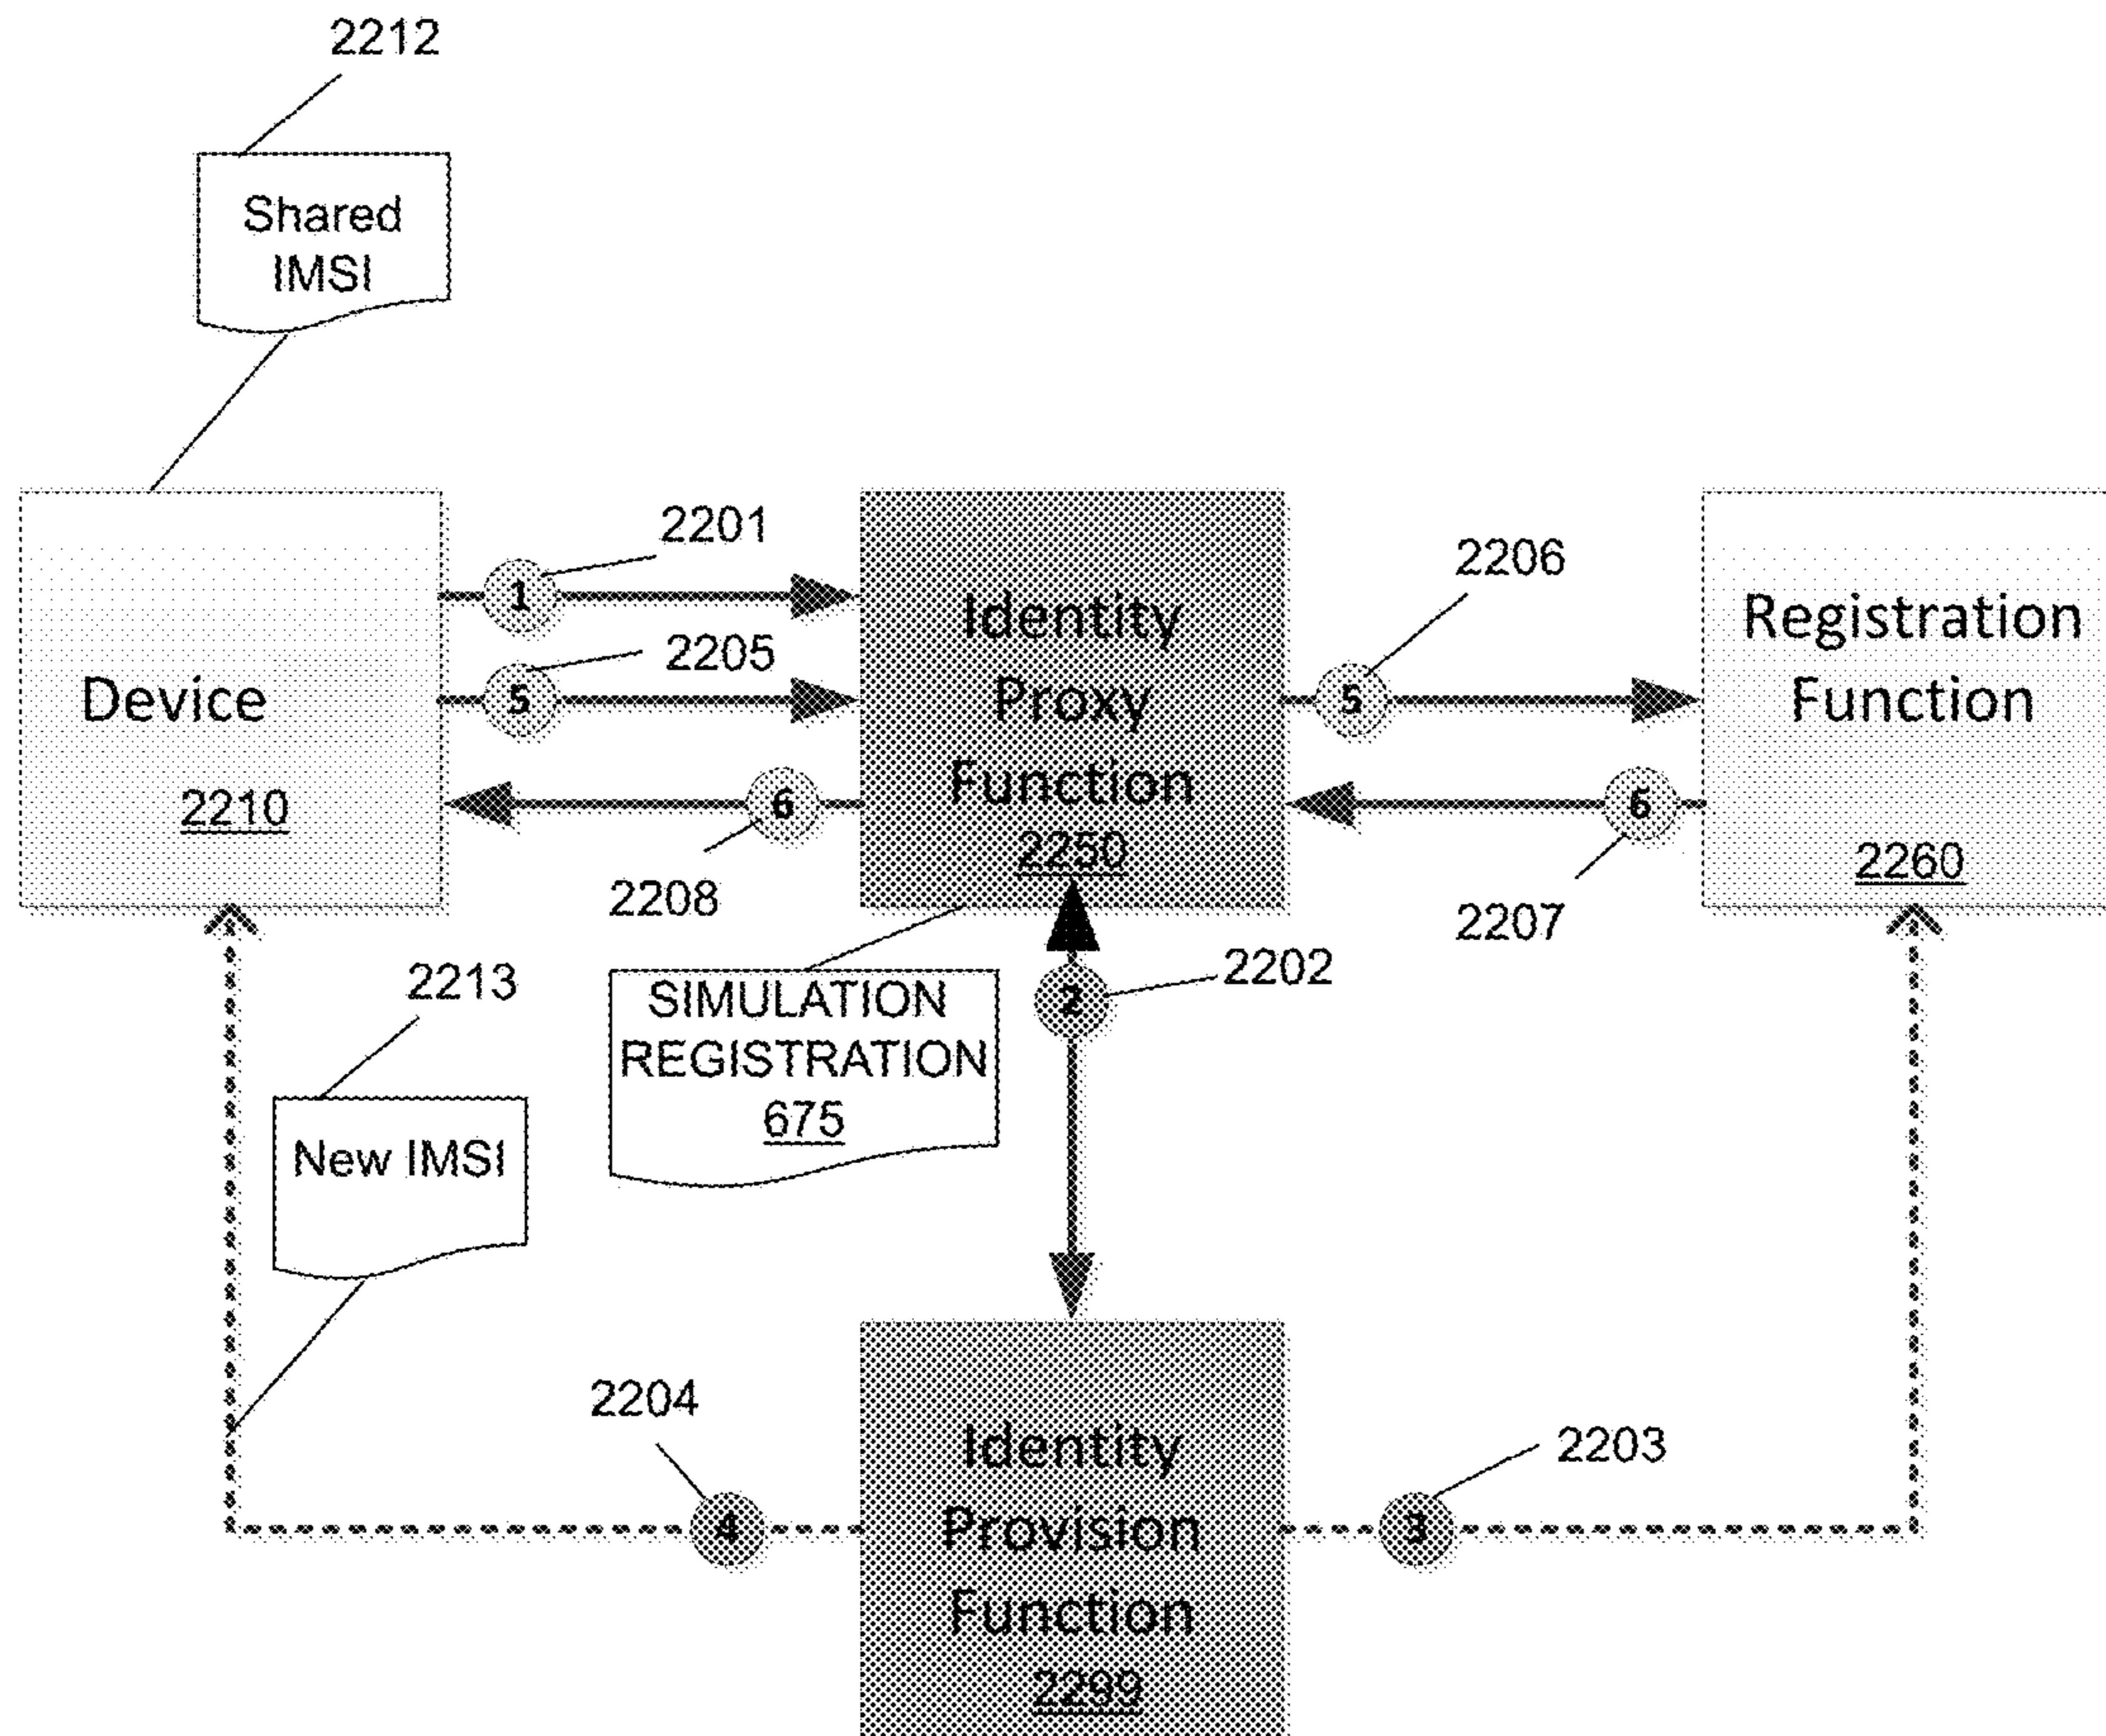 2212
Shared
IMSI
2201
1
2205
5
Device
2210
6
2208
Identity
Proxy
Function
2250
2206
5
6
2207
Registration
Function
2260
2213
New IMSI
SIMULATION
REGISTRATION
675
2202
2
2204
4
Identity
Provision
Function
2299
2203
3